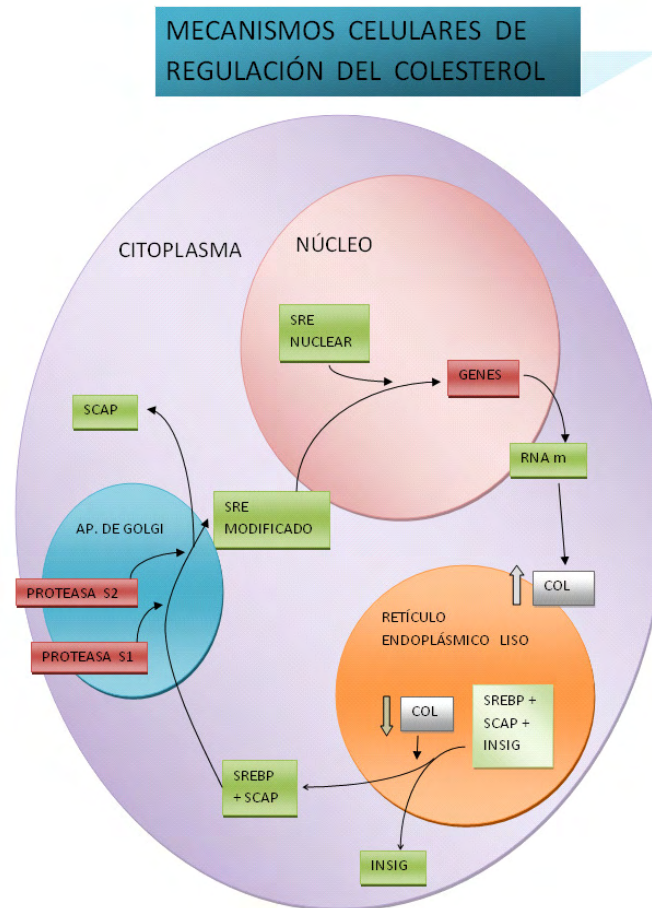 MECANISMOS CELULARES DE
REGULACIÓN DEL COLESTEROL
CITOPLASMA
NÚCLEO
SRE
NUCLEAR
GENES
SCAP
RNA m
AP. DE GOLGI
SRE
MODIFICADO
PROTEASA S2
COL
PROTEASA S1
RETÍCULO
ENDOPLÁSMICO LISO
COL
SREBP +
SCAP +
INSIG
SREBP
+ SCAP
INSIG